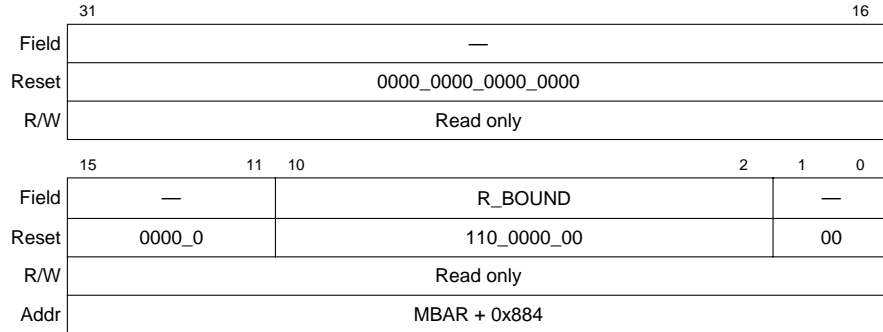 31 16
Field —
Reset 0000_0000_0000_0000
R/W Read only
15 11 10 2 1 0
Field — R_BOUND —
Reset 0000_0 110_0000_00 00
R/W Read only
Addr MBAR + 0x884